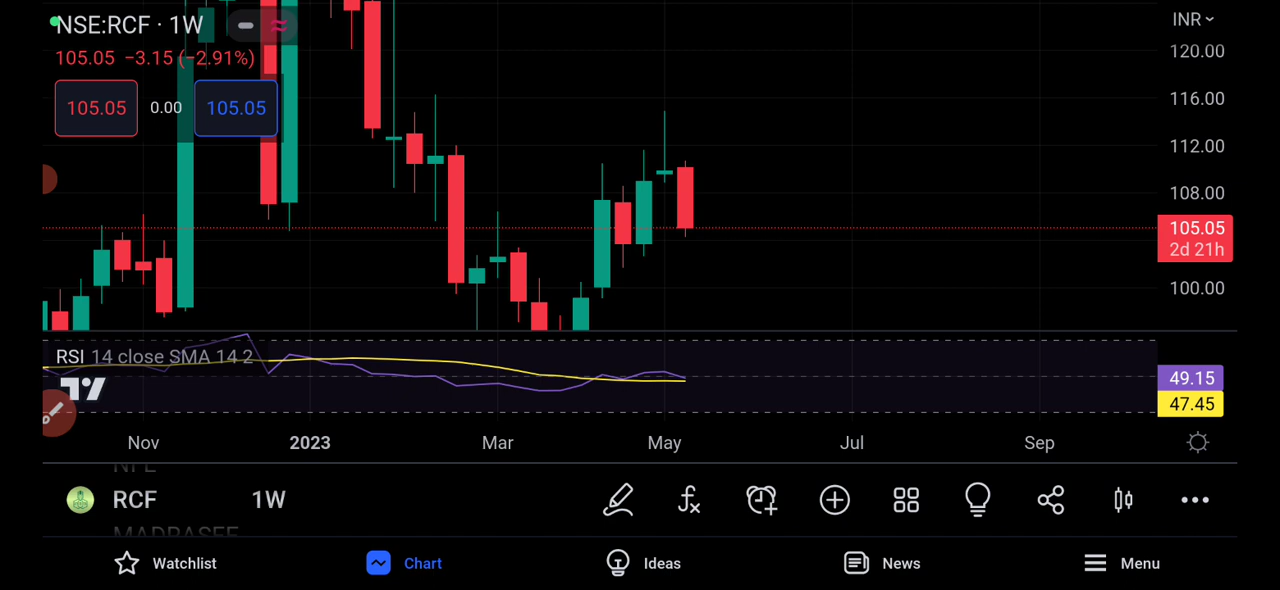 NSE:RCF · 1W
INR
105.05 −3.15 (−2.91%)
105.05 0.00 105.05
120.00
116.00
112.00
108.00
105.05
2d 21h
100.00
RSI 14 close SMA 14 2
49.15
47.45
Nov 2023 Mar May Jul Sep
NFL
RCF 1W
MADRASFE
Watchlist Chart Ideas News Menu